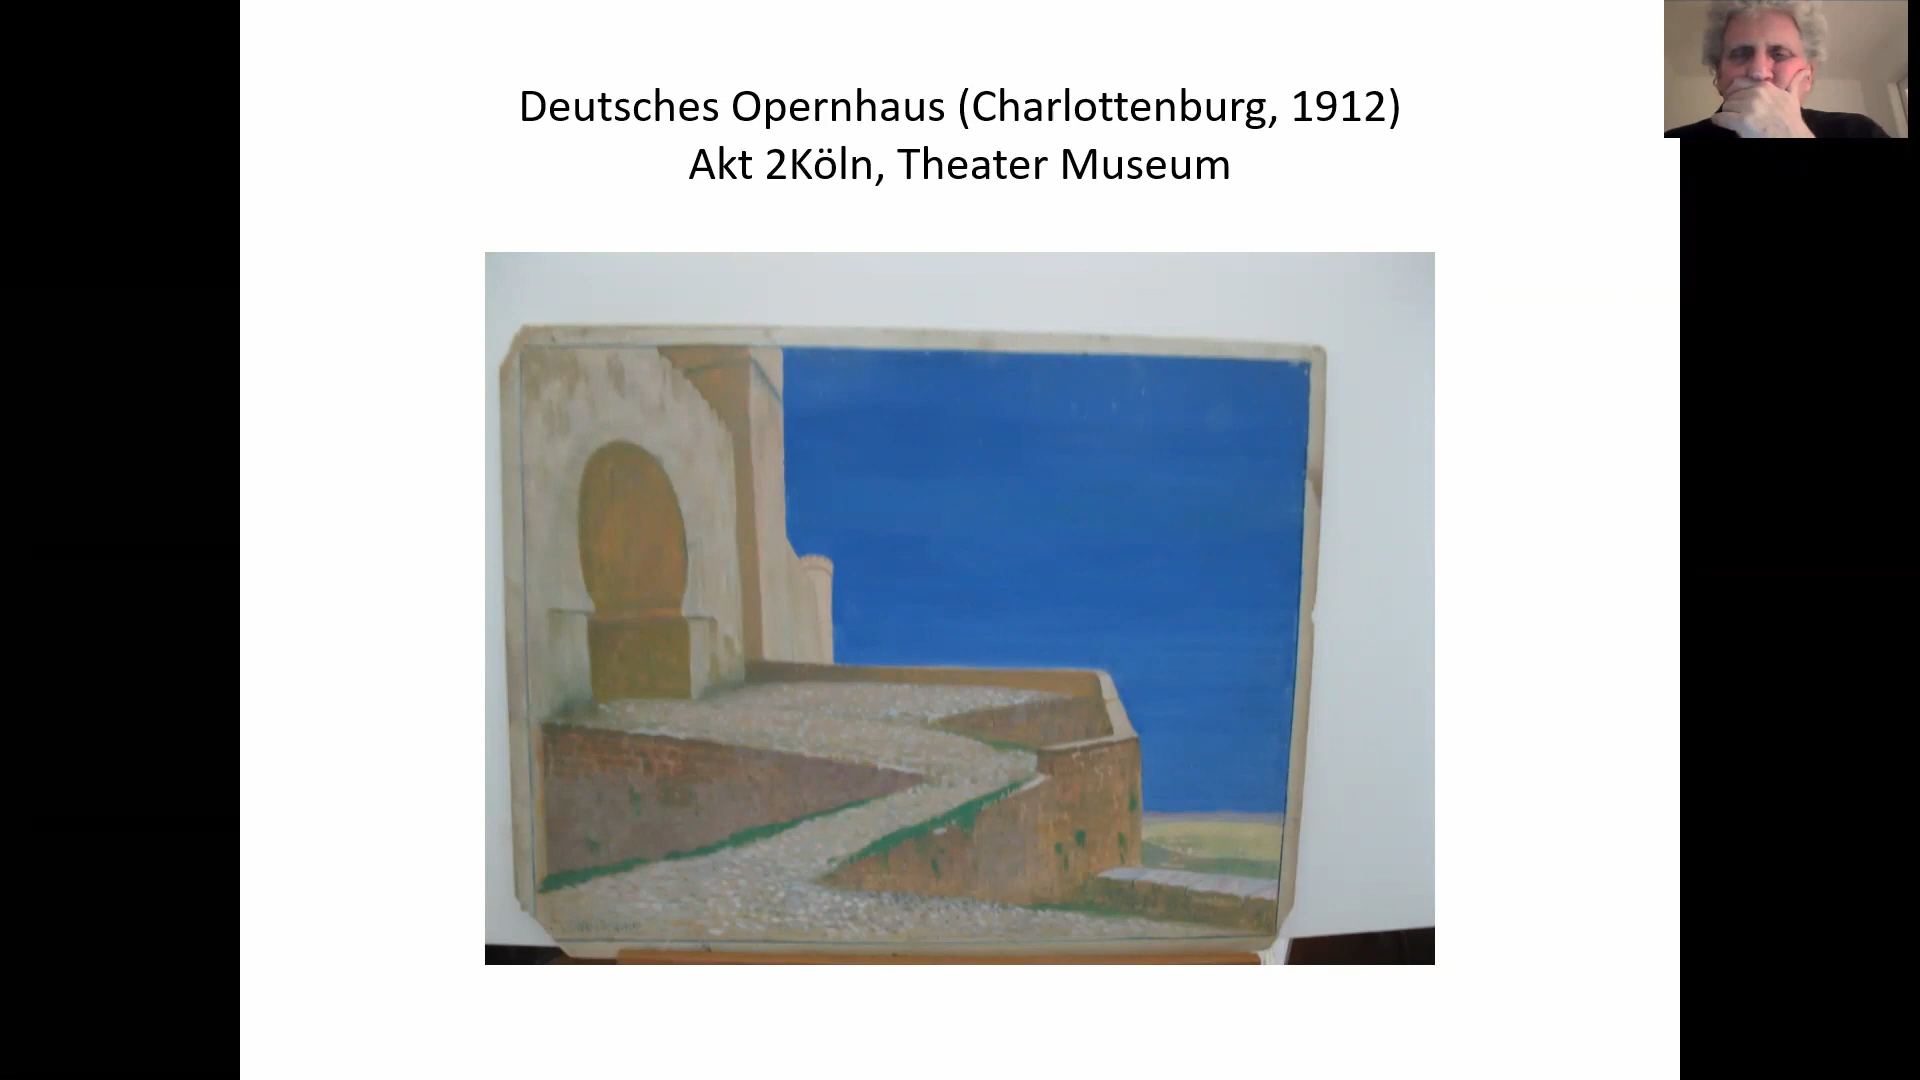 Deutsches Opernhaus (Charlottenburg, 1912)
Akt 2Köln, Theater Museum